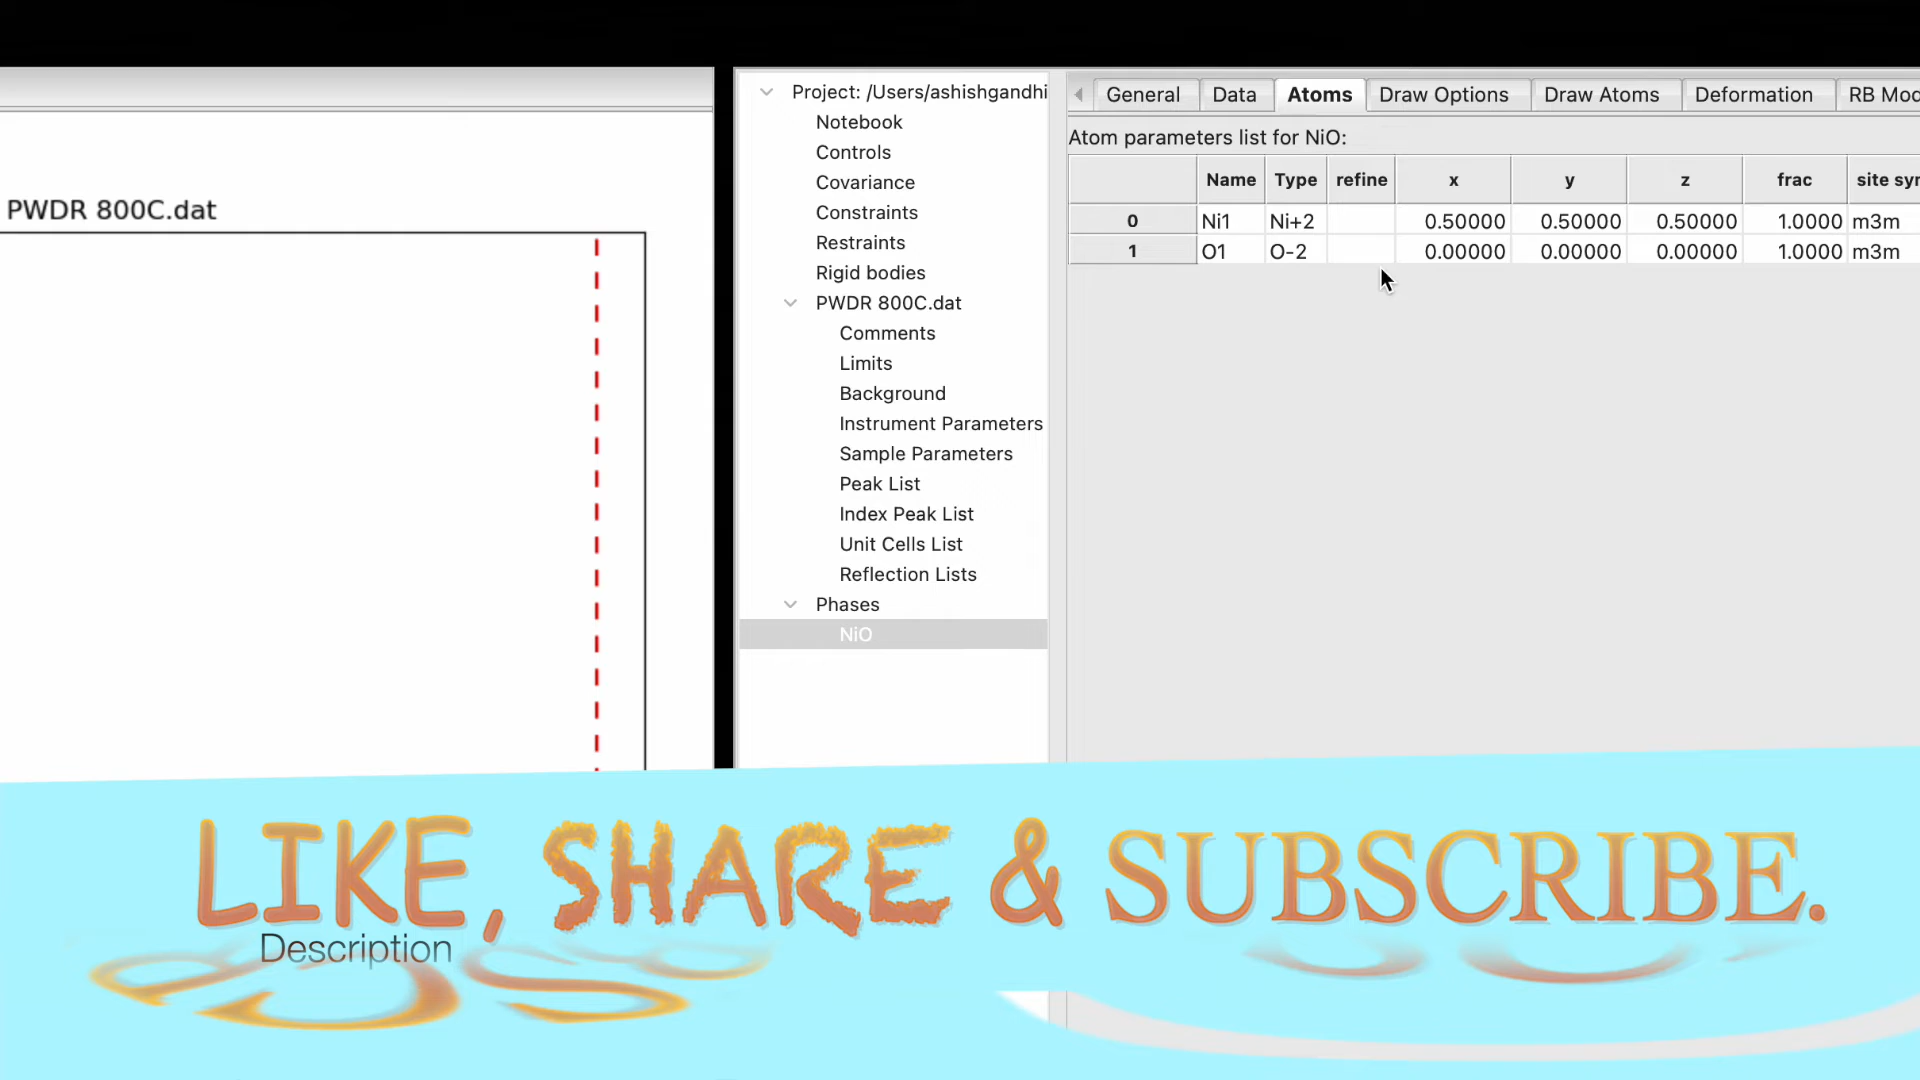 PWDR 800C.dat
Project: /Users/ashishgandhi
Notebook
Controls
Covariance
Constraints
Restraints
Rigid bodies
PWDR 800C.dat
Comments
Limits
Background
Instrument Parameters
Sample Parameters
Peak List
Index Peak List
Unit Cells List
Reflection Lists
Phases
NiO
General Data Atoms Draw Options Draw Atoms Deformation RB Mod
Atom parameters list for NiO:
Name Type refine x y z frac site syr
0 Ni1 Ni+2 0.50000 0.50000 0.50000 1.0000 m3m
1 O1 O-2 0.00000 0.00000 0.00000 1.0000 m3m
LIKE, SHARE & SUBSCRIBE.
Description